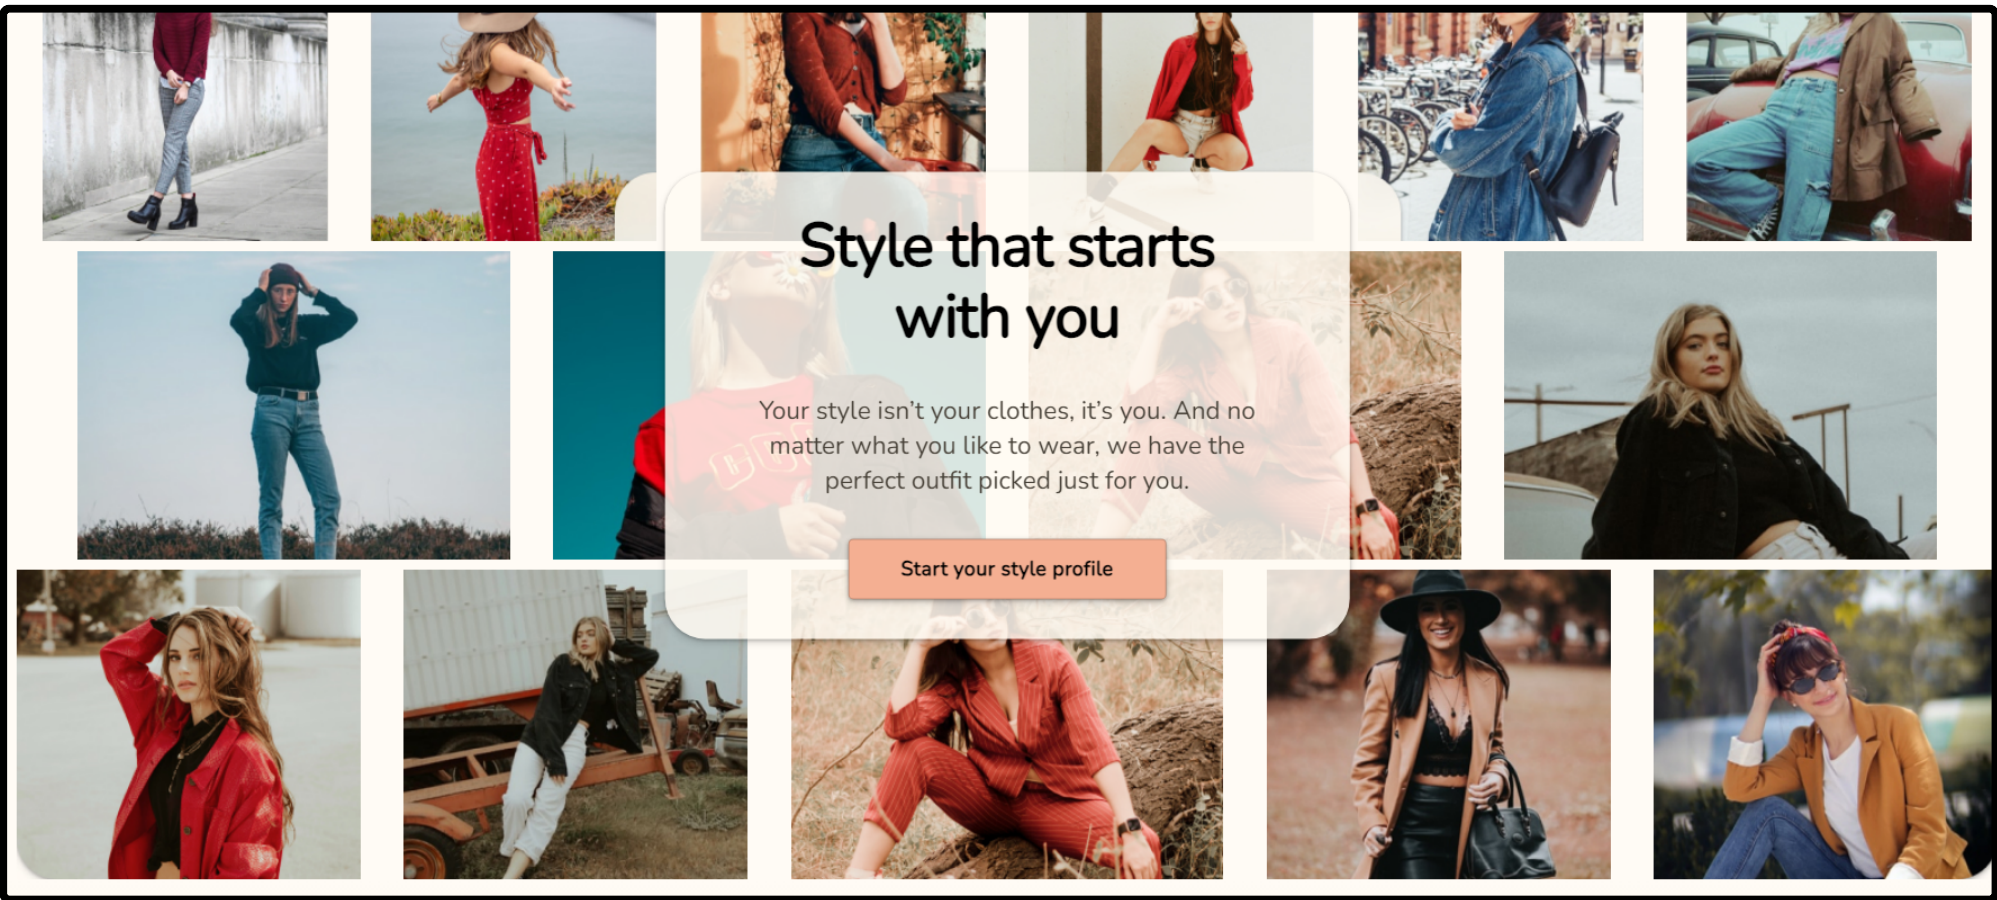 Style that starts
with you
Your style isn’t your clothes, it’s you. And no
matter what you like to wear, we have the
perfect outfit picked just for you.
Start your style profile